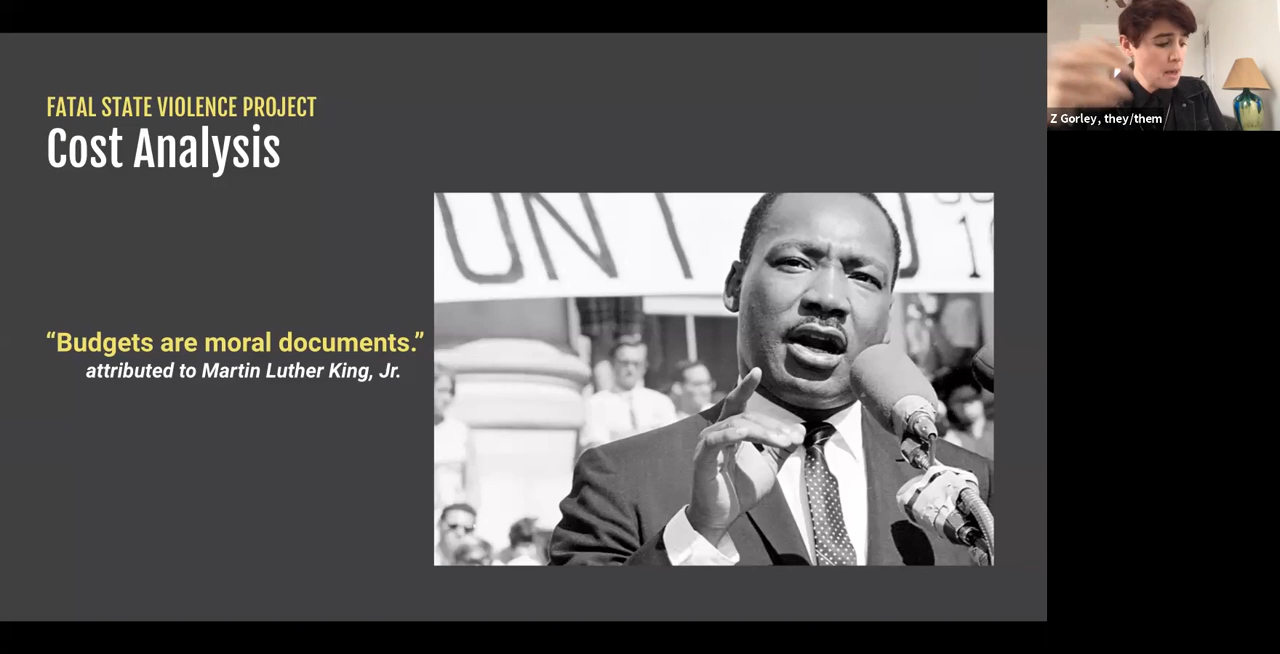 FATAL STATE VIOLENCE PROJECT
Cost Analysis
“Budgets are moral documents.”
attributed to Martin Luther King, Jr.
Z Gorley, they/them